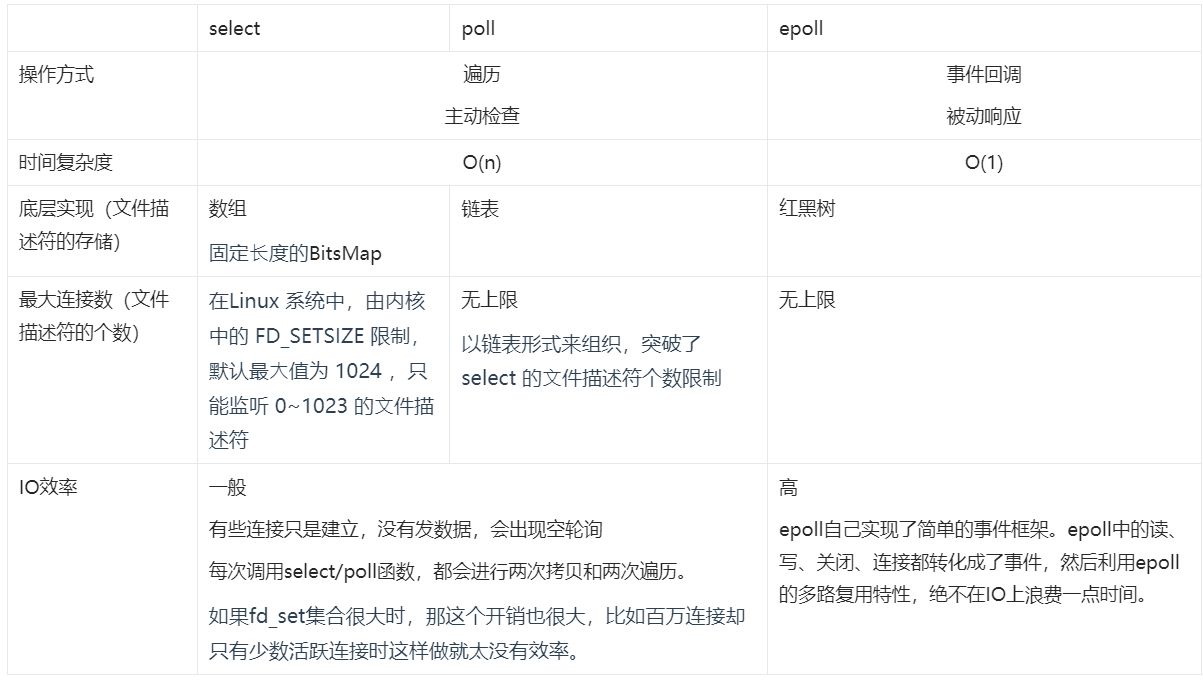 select
poll
epoll
操作方式
遍历
主动检查
事件回调
被动响应
时间复杂度
O(n)
O(1)
底层实现（文件描
述符的存储）
数组
固定长度的BitsMap
链表
红黑树
最大连接数（文件
描述符的个数）
在Linux 系统中，由内核
中的 FD_SETSIZE 限制，
默认最大值为 1024 ，只
能监听 0~1023 的文件描
述符
无上限
以链表形式来组织，突破了
select 的文件描述符个数限制
无上限
IO效率
一般
有些连接只是建立，没有发数据，会出现空轮询
每次调用select/poll函数，都会进行两次拷贝和两次遍历。
如果fd_set集合很大时，那这个开销也很大，比如百万连接却
只有少数活跃连接时这样做就太没有效率。
高
epoll自己实现了简单的事件框架。epoll中的读、
写、关闭、连接都转化成了事件，然后利用epoll
的多路复用特性，绝不在IO上浪费一点时间。